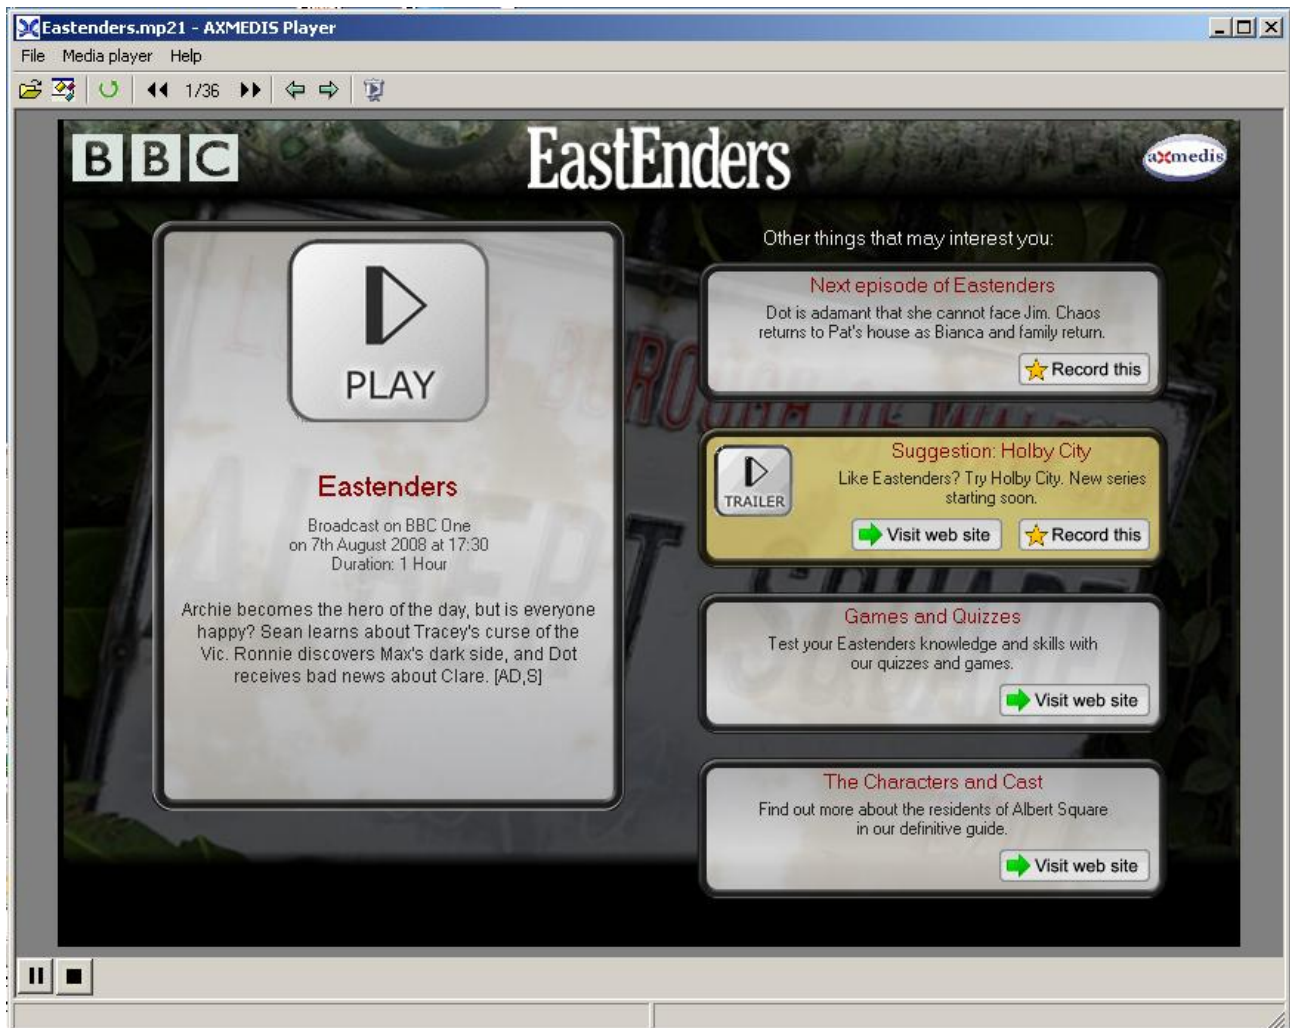 Eastenders.mp21 - AXMEDIS Player
File Media player Help
1/36
BBC
EastEnders
axmedis
PLAY
Eastenders
Broadcast on BBC One
on 7th August 2008 at 17:30
Duration: 1 Hour
Archie becomes the hero of the day, but is everyone
happy? Sean learns about Tracey's curse of the
Vic. Ronnie discovers Max's dark side, and Dot
receives bad news about Clare. [AD,S]
Other things that may interest you:
Next episode of Eastenders
Dot is adamant that she cannot face Jim. Chaos
returns to Pat's house as Bianca and family return.
Record this
TRAILER
Suggestion: Holby City
Like Eastenders? Try Holby City. New series
starting soon.
Visit web site Record this
Games and Quizzes
Test your Eastenders knowledge and skills with
our quizzes and games.
Visit web site
The Characters and Cast
Find out more about the residents of Albert Square
in our definitive guide.
Visit web site